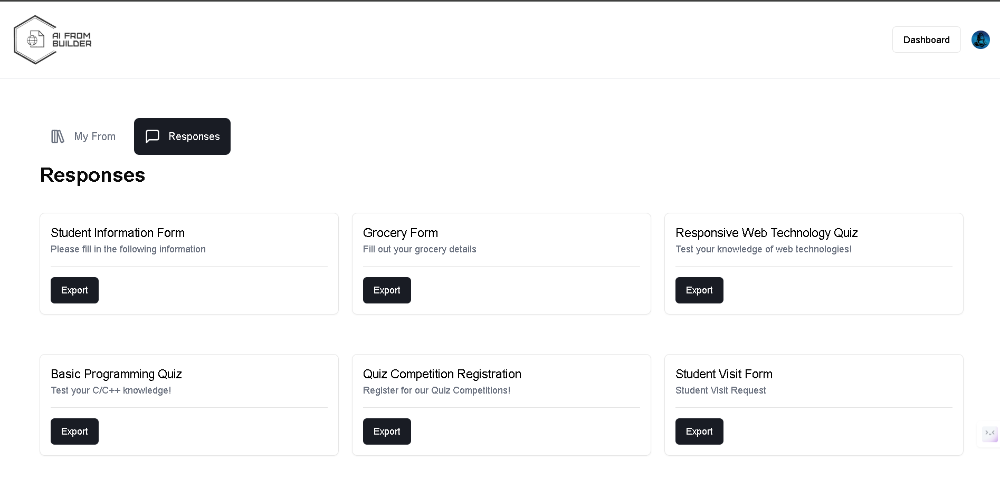 AI FROM
BUILDER
Dashboard
My From
Responses
Responses
Student Information Form
Please fill in the following information
Export
Grocery Form
Fill out your grocery details
Export
Responsive Web Technology Quiz
Test your knowledge of web technologies!
Export
Basic Programming Quiz
Test your C/C++ knowledge!
Export
Quiz Competition Registration
Register for our Quiz Competitions!
Export
Student Visit Form
Student Visit Request
Export